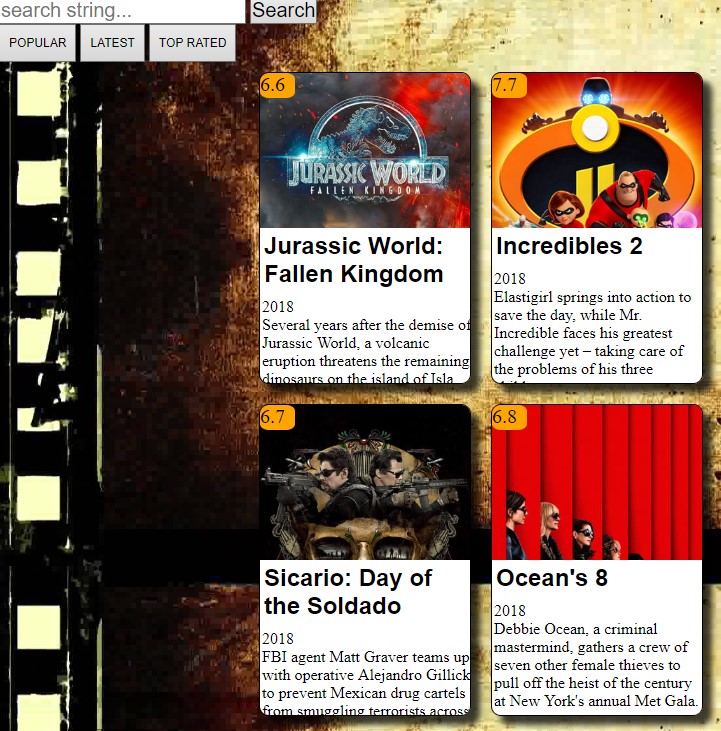 search string... Search
POPULAR LATEST TOP RATED
6.6
JURASSIC WORLD
FALLEN KINGDOM
Jurassic World:
Fallen Kingdom
2018
Several years after the demise of
Jurassic World, a volcanic
eruption threatens the remaining
dinosaurs on the island of Isla
7.7
Incredibles 2
2018
Elastigirl springs into action to
save the day, while Mr.
Incredible faces his greatest
challenge yet – taking care of
the problems of his three
6.7
Sicario: Day of
the Soldado
2018
FBI agent Matt Graver teams up
with operative Alejandro Gillick
to prevent Mexican drug cartels
from smuggling terrorists across
6.8
Ocean's 8
2018
Debbie Ocean, a criminal
mastermind, gathers a crew of
seven other female thieves to
pull off the heist of the century
at New York's annual Met Gala.